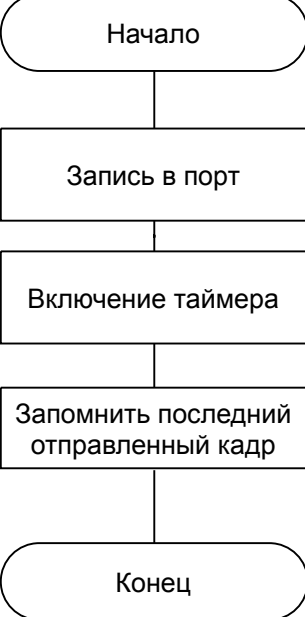 Начало
Запись в порт
Включение таймера
Запомнить последний
отправленный кадр
Конец